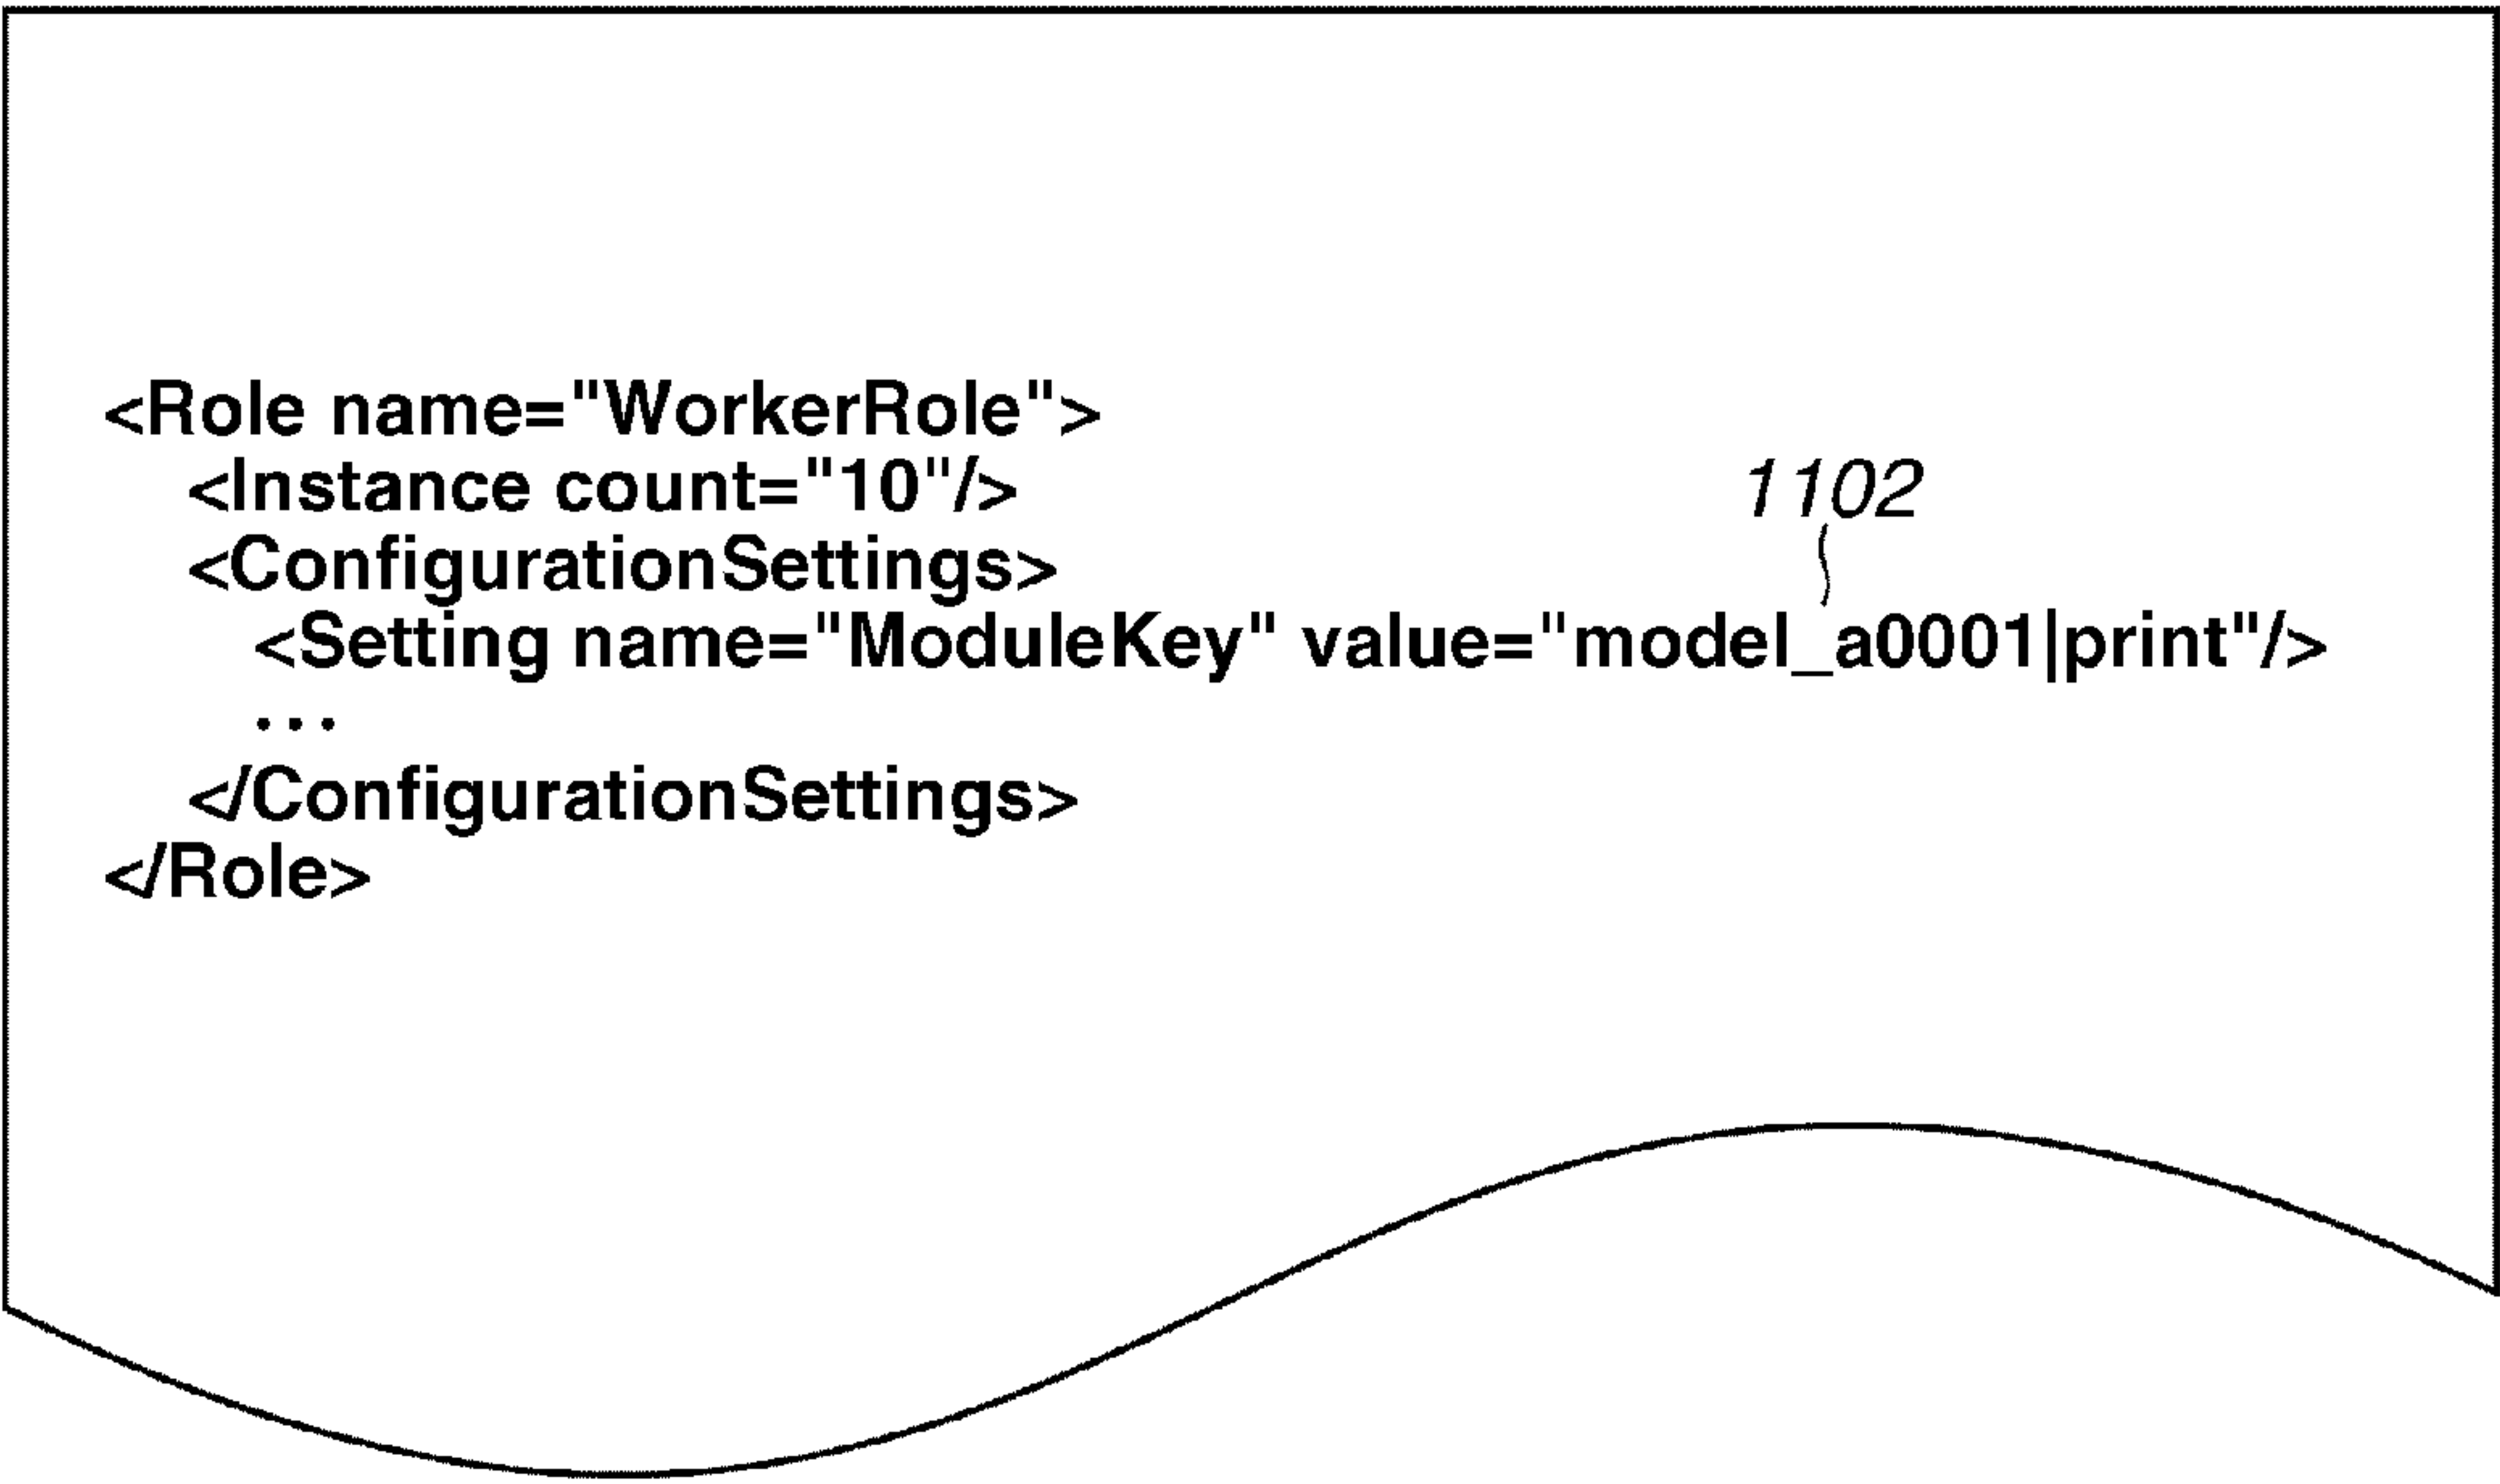 <Role name="WorkerRole">
<Instance count="10"/>
1102
<ConfigurationSettings>
<Setting name="ModuleKey" value="model_a0001|print"/>
...
</ConfigurationSettings>
</Role>